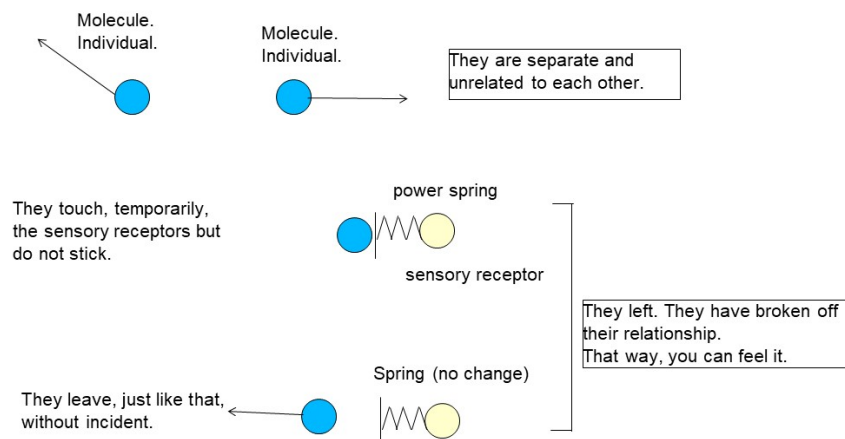 Molecule.
Individual.
Molecule.
Individual.
They are separate and
unrelated to each other.
They touch, temporarily,
the sensory receptors but
do not stick.
power spring
sensory receptor
They left. They have broken off
their relationship.
That way, you can feel it.
They leave, just like that,
without incident.
Spring (no change)